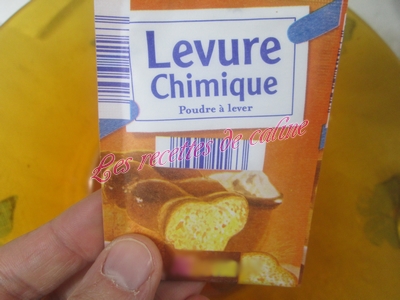 Levure
Chimique
Poudre à lever
Les recettes de caline